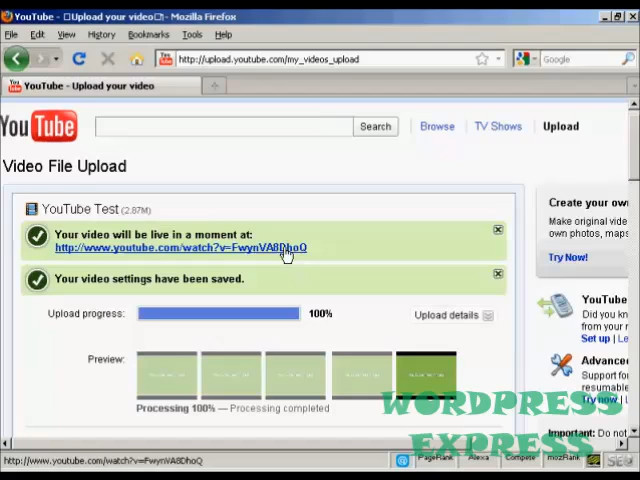 YouTube - Upload your video - Mozilla Firefox
File Edit View History Bookmarks Tools Help
http://upload.youtube.com/my_videos_upload Google
YouTube - Upload your video
YouTube Search Browse TV Shows Upload
Video File Upload
YouTube Test (2.87M)
Your video will be live in a moment at:
http://www.youtube.com/watch?v=FwynVA8DhoQ
Your video settings have been saved.
Upload progress: 100% Upload details
Preview:
Processing 100% — Processing completed
Create your own
Make original vide
own photos, maps
Try Now!
YouTube
Did you kn
from your
Set up | Le
Advance
Suffering fr
resumable
Try now | L
Important: Do not
WORDPRESS
EXPRESS
http://www.youtube.com/watch?v=FwynVA8DhoQ PageRank Alexa Compete mozRank